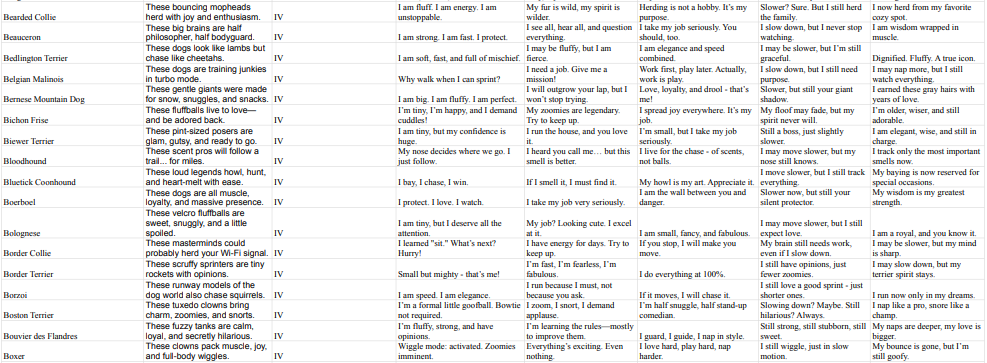 Bearded Collie
These bouncing mopheads
herd with joy and enthusiasm.
IV
I am fluff. I am energy. I am
unstoppable.
My fur is wild, my spirit is
wilder.
Herding is not a hobby. It's my
purpose.
Slower? Sure. But I still herd
the family.
I now herd from my favorite
cozy spot.
Beauceron
These big brains are half
philosopher, half bodyguard.
IV
I am strong. I am fast. I protect.
I see all, hear all, and question
everything.
I take my job seriously. You
should, too.
I slow down, but I never stop
watching.
I am wisdom wrapped in
muscle.
Bedlington Terrier
These dogs look like lambs but
chase like cheetahs.
IV
I am soft, fast, and full of mischief.
I may be fluffy, but I am
fierce.
I am elegance and speed
combined.
I may be slower, but I'm still
graceful.
Dignified. Fluffy. A true icon.
Belgian Malinois
These dogs are training junkies
in turbo mode.
IV
Why walk when I can sprint?
I need a job. Give me a
mission!
Work first, play later. Actually,
work is play.
I slow down, but I still need
purpose.
I may nap more, but I still
watch everything.
Bernese Mountain Dog
These gentle giants were made
for snow, snuggles, and snacks.
IV
I am big. I am fluffy. I am perfect.
I will outgrow your lap, but I
won't stop trying.
Love, loyalty, and drool - that's
me!
Slower, but still your giant
shadow.
I earned these gray hairs with
years of love.
Bichon Frise
These fluffballs live to love—
and be adored back.
IV
I'm tiny, I'm happy, and I demand
cuddles!
My zoomies are legendary.
Try to keep up.
I spread joy everywhere. It's my
job.
My floof may fade, but my
spirit never will.
I'm older, wiser, and still
adorable.
Biewer Terrier
These pint-sized posers are
glam, gutsy, and ready to go.
IV
I am tiny, but my confidence is
huge.
I run the house, and you love
it.
I'm small, but I take my job
seriously.
Still a boss, just slightly
slower.
I am elegant, wise, and still in
charge.
Bloodhound
These scent pros will follow a
trail... for miles.
IV
My nose decides where we go. I
just follow.
I heard you call me… but this
smell is better.
I live for the chase - of scents,
not balls.
I may move slower, but my
nose still knows.
I track only the most important
smells now.
Bluetick Coonhound
These loud legends howl, hunt,
and heart-melt with ease.
IV
I bay, I chase, I win.
If I smell it, I must find it.
My howl is my art. Appreciate it.
I move slower, but I still track
everything.
My baying is now reserved for
special occasions.
Boerboel
These dogs are all muscle,
loyalty, and massive presence.
IV
I protect. I love. I watch.
I take my job very seriously.
I am the wall between you and
danger.
Slower now, but still your
silent protector.
My wisdom is my greatest
strength.
Bolognese
These velcro fluffballs are
sweet, snuggly, and a little
spoiled.
IV
I am tiny, but I deserve all the
attention.
My job? Looking cute. I excel
at it.
I am small, fancy, and fabulous.
I may move slower, but I still
expect love.
I am a royal, and you know it.
Border Collie
These masterminds could
probably herd your Wi-Fi signal.
IV
I learned "sit." What's next?
Hurry!
I have energy for days. Try to
keep up.
If you stop, I will make you
move.
My brain still needs work,
even if I slow down.
I may be slower, but my mind
is sharp.
Border Terrier
These scruffy sprinters are tiny
rockets with opinions.
IV
Small but mighty - that's me!
I'm fast, I'm fearless, I'm
fabulous.
I do everything at 100%.
I still have opinions, just
fewer zoomies.
I may slow down, but my
terrier spirit stays.
Borzoi
These runway models of the
dog world also chase squirrels.
IV
I am speed. I am elegance.
I run because I must, not
because you ask.
If it moves, I will chase it.
I still love a good sprint - just
shorter ones.
I run now only in my dreams.
Boston Terrier
These tuxedo clowns bring
charm, zoomies, and snorts.
IV
I'm a formal little goofball. Bowtie
not required.
I zoom, I snort, I demand
applause.
I'm half snuggle, half stand-up
comedian.
Slowing down? Maybe. Still
hilarious? Always.
I nap like a pro, snore like a
champ.
Bouvier des Flandres
These fuzzy tanks are calm,
loyal, and secretly hilarious.
IV
I'm fluffy, strong, and have
opinions.
I'm learning the rules—mostly
to improve them.
I guard, I guide, I nap in style.
Still strong, still stubborn, still
sweet.
My naps are deeper, my love is
bigger.
Boxer
These clowns pack muscle, joy,
and full-body wiggles.
IV
Wiggle mode: activated. Zoomies
imminent.
Everything's exciting. Even
nothing.
I love hard, play hard, nap
harder.
I still wiggle, just in slow
motion.
My bounce is gone, but I'm
still goofy.